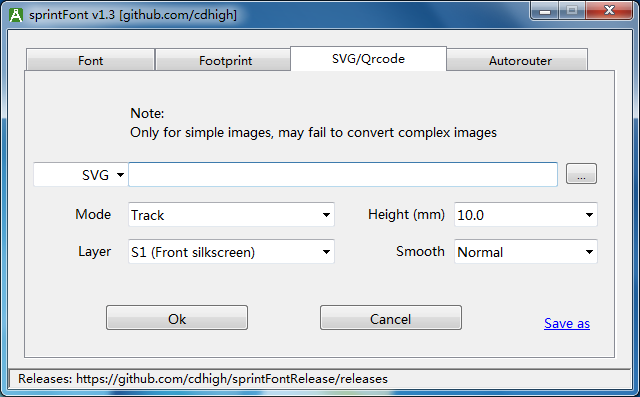 sprintFont v1.3 [github.com/cdhigh]
Font Footprint SVG/Qrcode Autorouter
Note:
Only for simple images, may fail to convert complex images
SVG ...
Mode Track Height (mm) 10.0
Layer S1 (Front silkscreen) Smooth Normal
Ok Cancel Save as
Releases: https://github.com/cdhigh/sprintFontRelease/releases